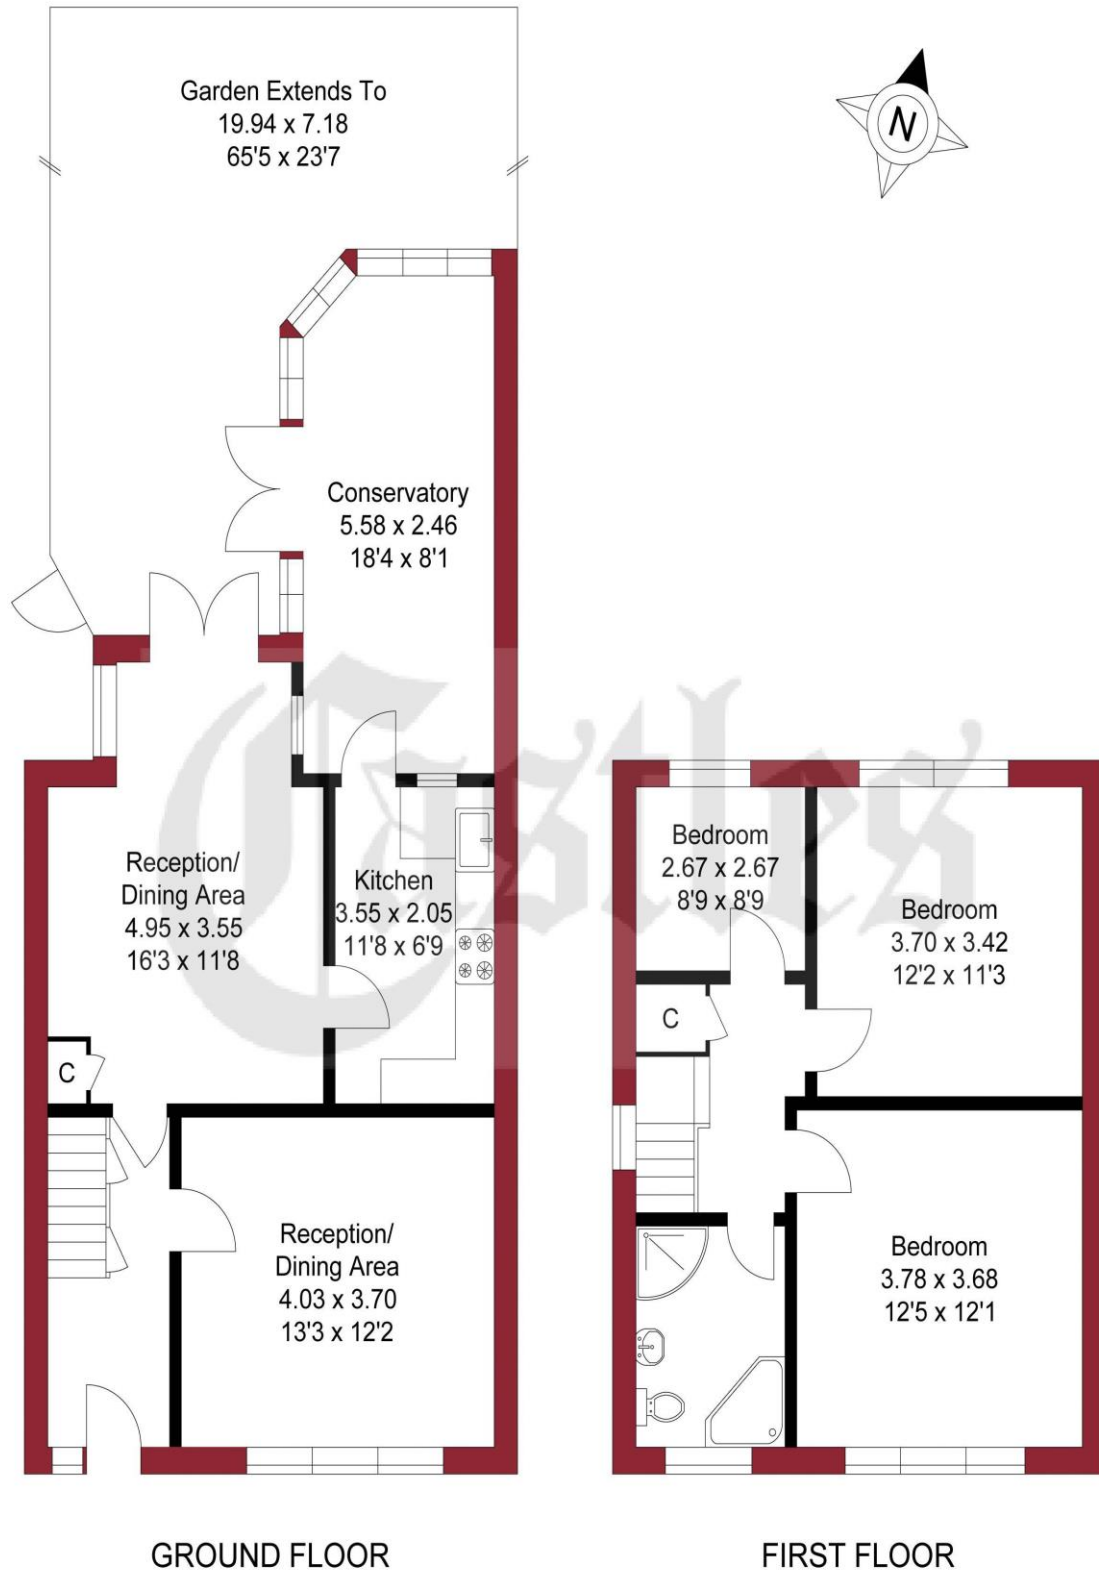 Garden Extends To
19.94 x 7.18
65'5 x 23'7
N
Conservatory
5.58 x 2.46
18'4 x 8'1
Reception/
Dining Area
4.95 x 3.55
16'3 x 11'8
Kitchen
3.55 x 2.05
11'8 x 6'9
C
Reception/
Dining Area
4.03 x 3.70
13'3 x 12'2
GROUND FLOOR
Bedroom
2.67 x 2.67
8'9 x 8'9
Bedroom
3.70 x 3.42
12'2 x 11'3
C
Bedroom
3.78 x 3.68
12'5 x 12'1
FIRST FLOOR
Castles